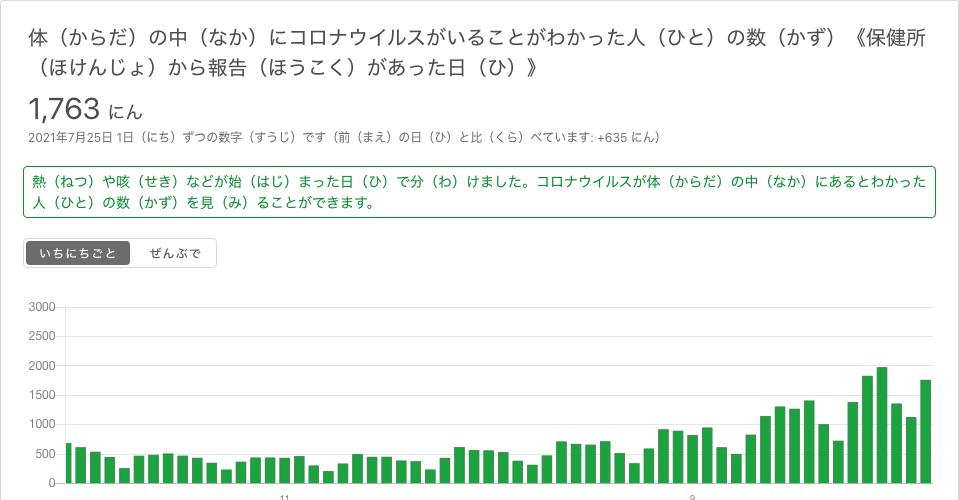 体（からだ）の中（なか）にコロナウイルスがいることがわかった人（ひと）の数（かず）《保健所
（ほけんじょ）から報告（ほうこく）があった日（ひ）》
1,763 にん
2021年7月25日 1日（にち）ずつの数字（すうじ）です（前（まえ）の日（ひ）と比（くら）べています: +635 にん）
熱（ねつ）や咳（せき）などが始（はじ）まった日（ひ）で分（わ）けました。コロナウイルスが体（からだ）の中（なか）にあるとわかった
人（ひと）の数（かず）を見（み）ることができます。
いちにちごと ぜんぶで
3000
2500
2000
1500
1000
500
0
11 9